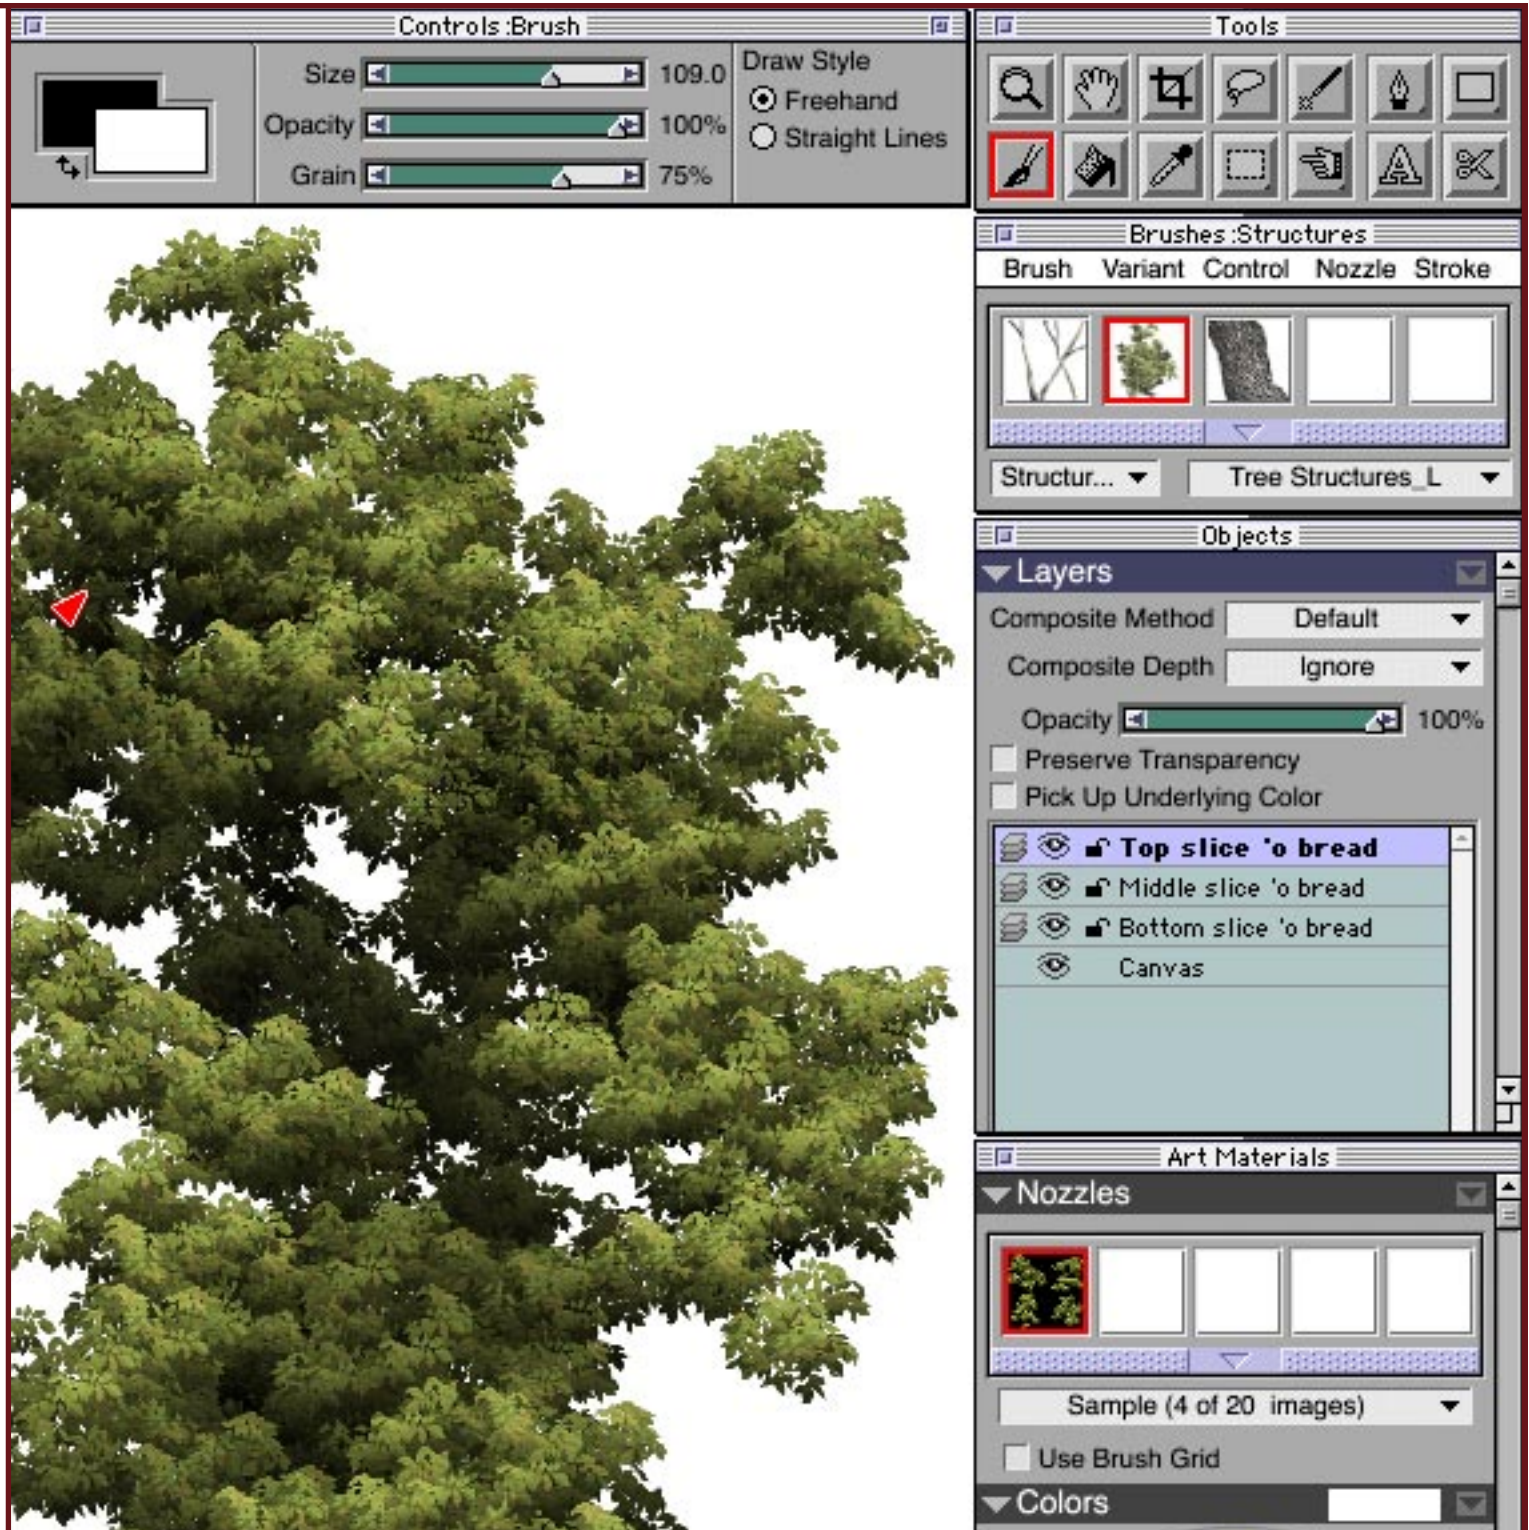 Controls :Brush
Size 109.0
Opacity 100%
Grain 75%
Draw Style
Freehand
Straight Lines
Tools
A
Brushes :Structures
Brush Variant Control Nozzle Stroke
Structur... Tree Structures_L
Objects
Layers
Composite Method Default
Composite Depth Ignore
Opacity 100%
Preserve Transparency
Pick Up Underlying Color
Top slice 'o bread
Middle slice 'o bread
Bottom slice 'o bread
Canvas
Art Materials
Nozzles
Sample (4 of 20 images)
Use Brush Grid
Colors